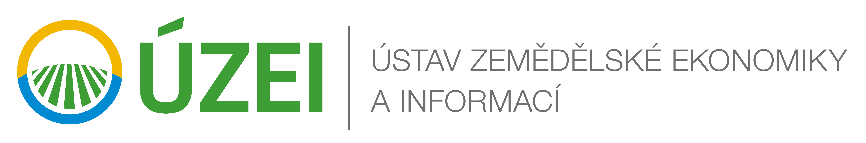 ÚZEI
ÚSTAV ZEMĚDĚLSKÉ EKONOMIKY
A INFORMACÍ